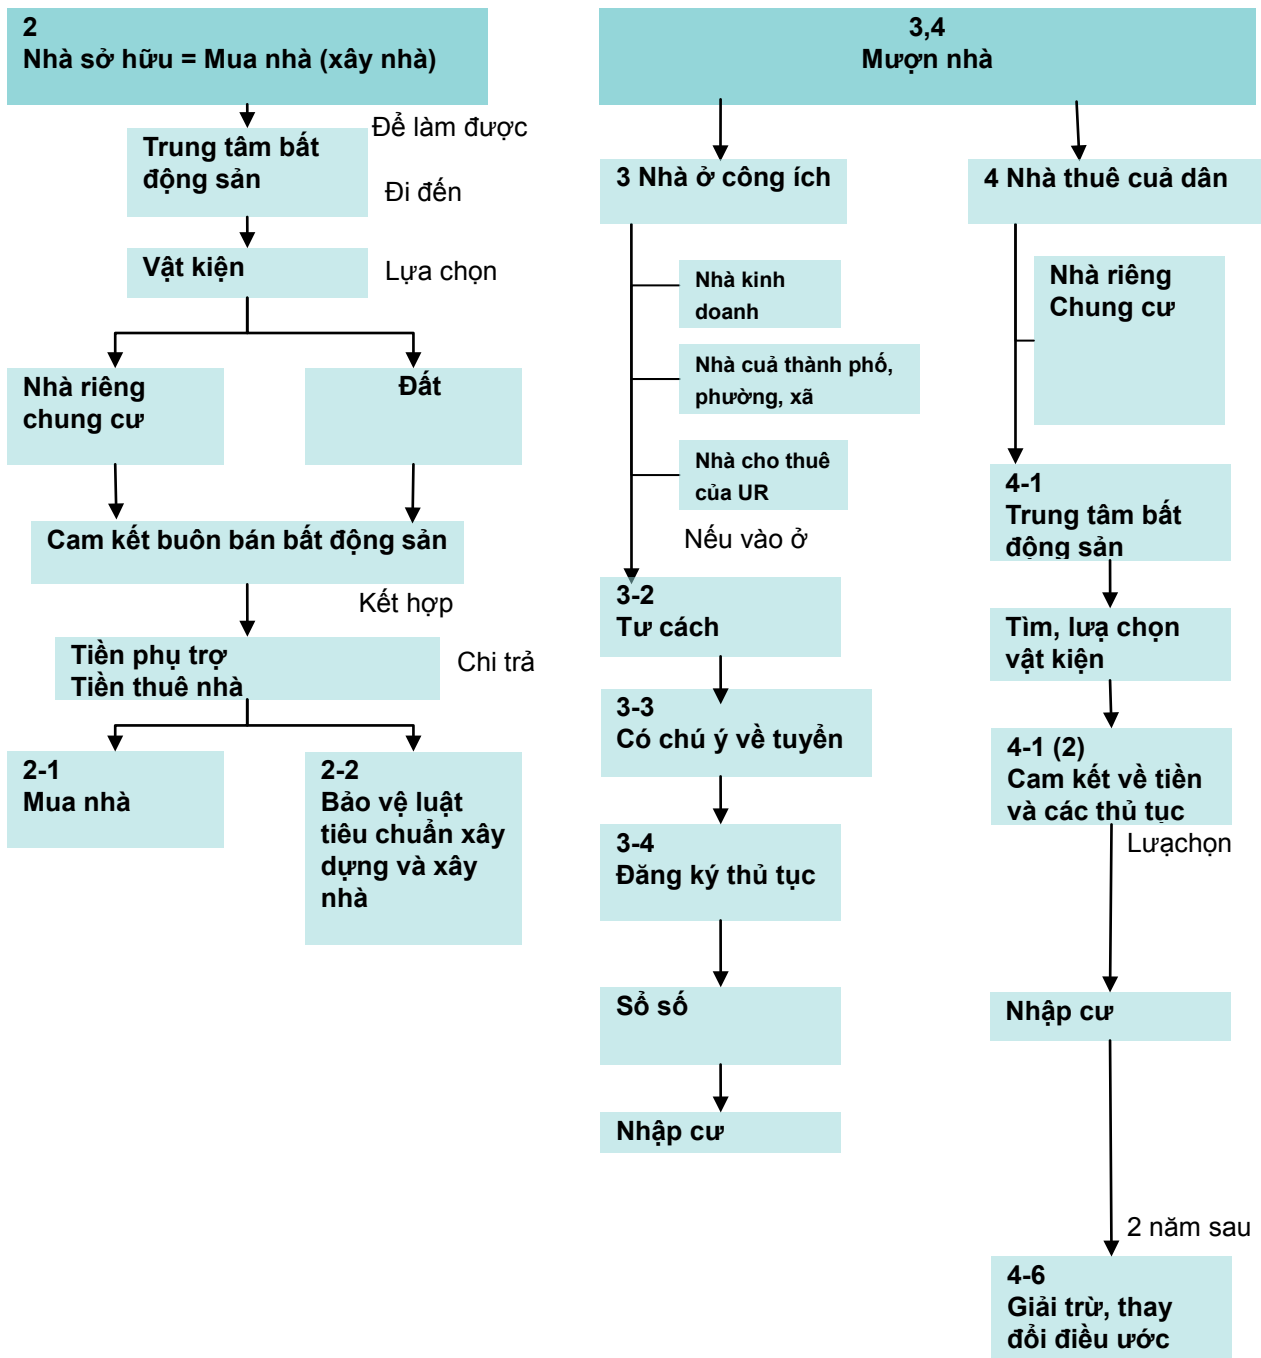 2
Nhà sở hữu = Mua nhà (xây nhà)
Để làm được
Trung tâm bất
động sản
Đi đến
Vật kiện
Lựa chọn
Nhà riêng
chung cư
Đất
Cam kết buôn bán bất động sản
Kết hợp
Tiền phụ trợ
Tiền thuê nhà
Chi trả
2-1
Mua nhà
2-2
Bảo vệ luật
tiêu chuẩn xây
dựng và xây
nhà
3,4
Mượn nhà
3 Nhà ở công ích
Nhà kinh
doanh
Nhà cuả thành phố,
phường, xã
Nhà cho thuê
của UR
Nếu vào ở
3-2
Tư cách
3-3
Có chú ý về tuyển
3-4
Đăng ký thủ tục
Sổ số
Nhập cư
4 Nhà thuê cuả dân
Nhà riêng
Chung cư
4-1
Trung tâm bất
động sản
Tìm, lưạ chọn
vật kiện
4-1 (2)
Cam kết về tiền
và các thủ tục
Lưạchọn
Nhập cư
2 năm sau
4-6
Giải trừ, thay
đổi điều ước